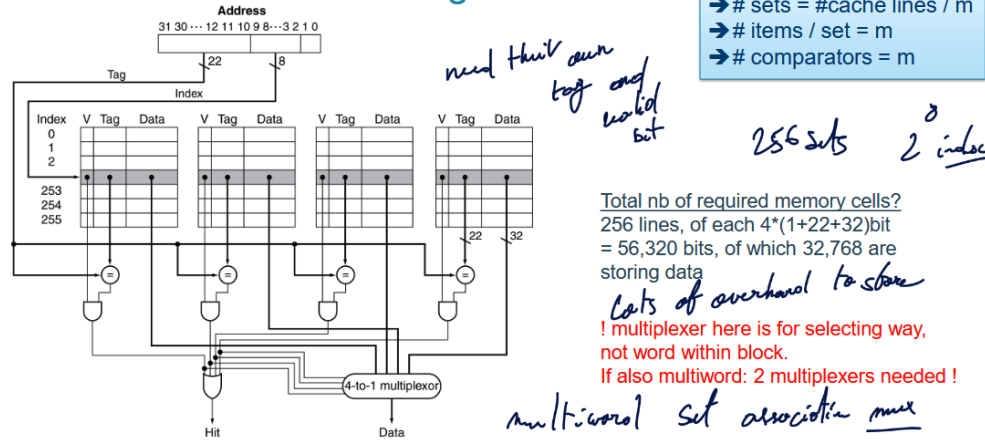 Address
→ # sets = #cache lines / m
→ # items / set = m
→ # comparators = m
31 30 ··· 12 11 10 9 8 ··· 3 2 1 0
22
8
Tag
Index
need their own
tag and
valid
bit
Index V Tag Data V Tag Data V Tag Data V Tag Data
0
1
2
253
254
255
256 sets 2 8 index
22 32
= = = =
Total nb of required memory cells?
256 lines, of each 4*(1+22+32)bit
= 56,320 bits, of which 32,768 are
storing data
Lots of overhead to store
! multiplexer here is for selecting way,
not word within block.
If also multiword: 2 multiplexers needed !
4-to-1 multiplexor
Hit Data
multiword set associative mux